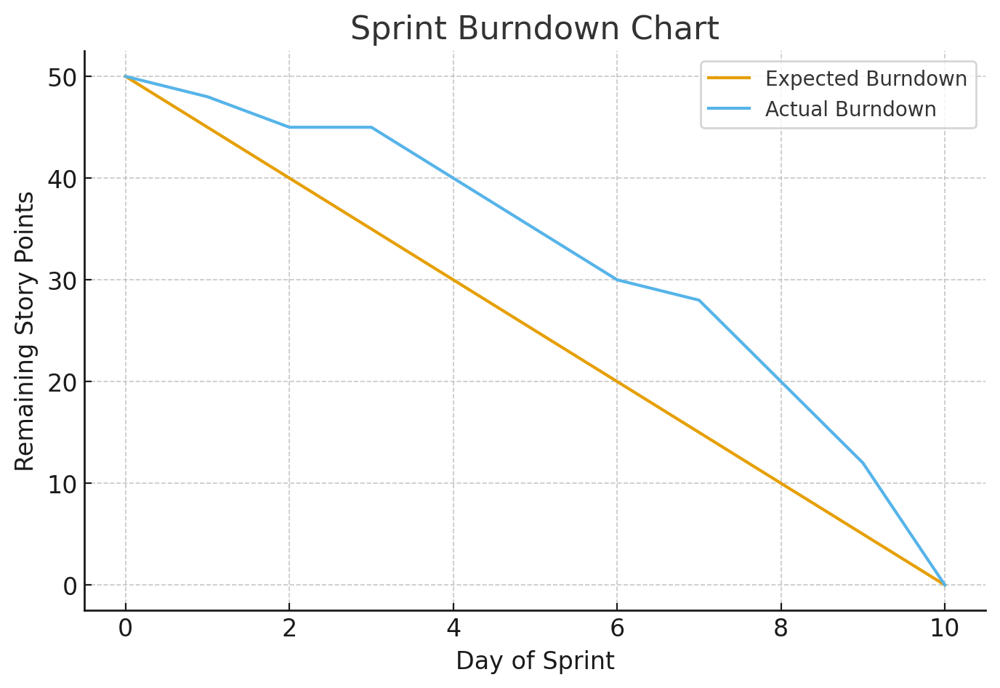 Sprint Burndown Chart
Expected Burndown
Actual Burndown
Remaining Story Points
50
40
30
20
10
0
0 2 4 6 8 10
Day of Sprint